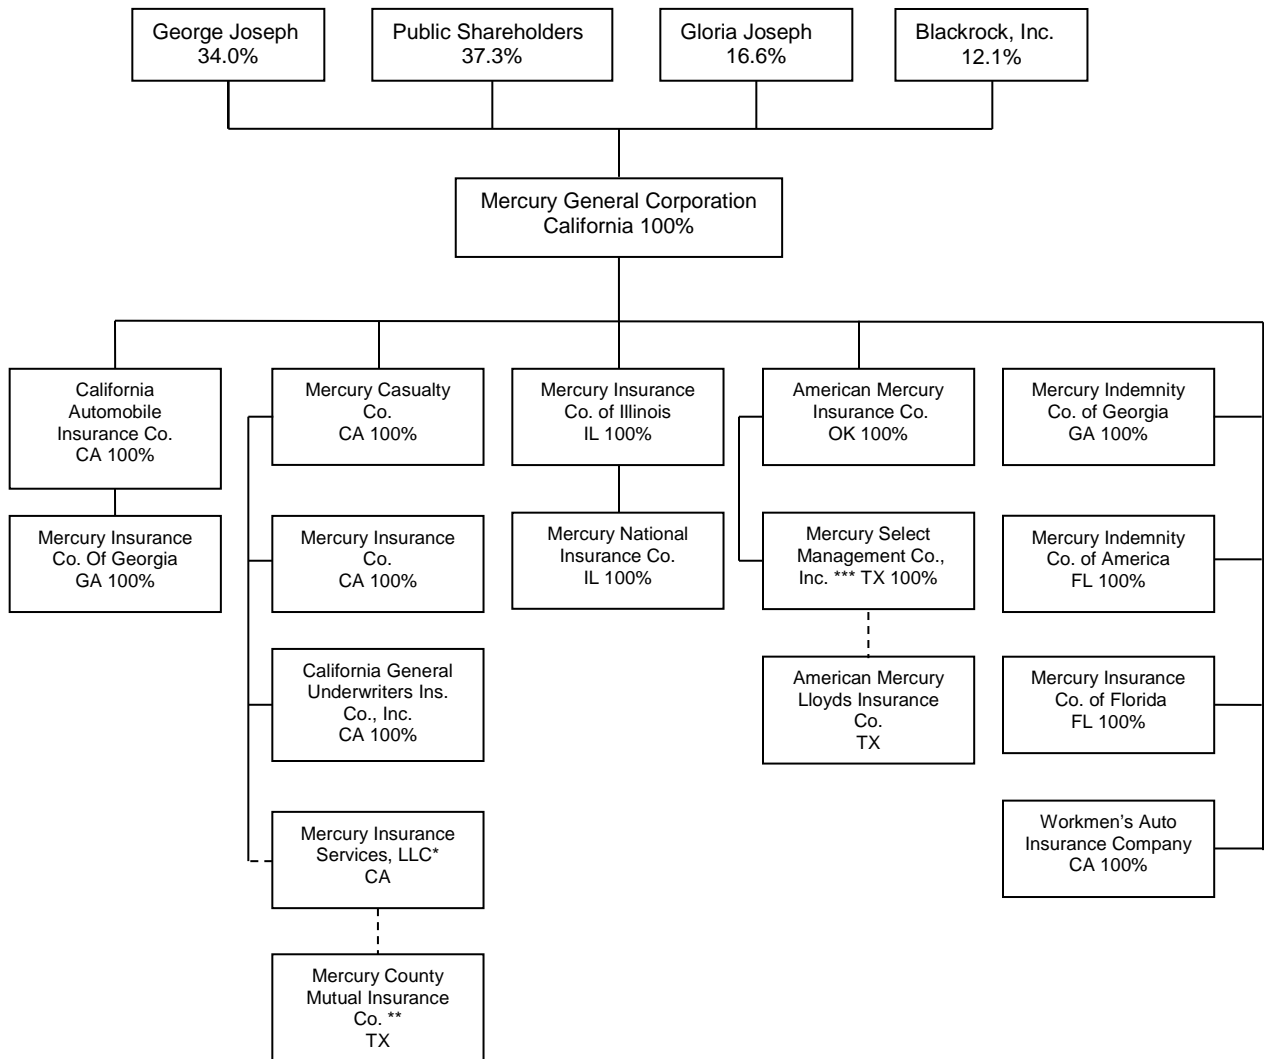 George Joseph
34.0%
Public Shareholders
37.3%
Gloria Joseph
16.6%
Blackrock, Inc.
12.1%
Mercury General Corporation
California 100%
California
Automobile
Insurance Co.
CA 100%
Mercury Casualty
Co.
CA 100%
Mercury Insurance
Co. of Illinois
IL 100%
American Mercury
Insurance Co.
OK 100%
Mercury Indemnity
Co. of Georgia
GA 100%
Mercury Insurance
Co. Of Georgia
GA 100%
Mercury Insurance
Co.
CA 100%
Mercury National
Insurance Co.
IL 100%
Mercury Select
Management Co.,
Inc. *** TX 100%
Mercury Indemnity
Co. of America
FL 100%
California General
Underwriters Ins.
Co., Inc.
CA 100%
American Mercury
Lloyds Insurance
Co.
TX
Mercury Insurance
Co. of Florida
FL 100%
Mercury Insurance
Services, LLC*
CA
Workmen’s Auto
Insurance Company
CA 100%
Mercury County
Mutual Insurance
Co. **
TX